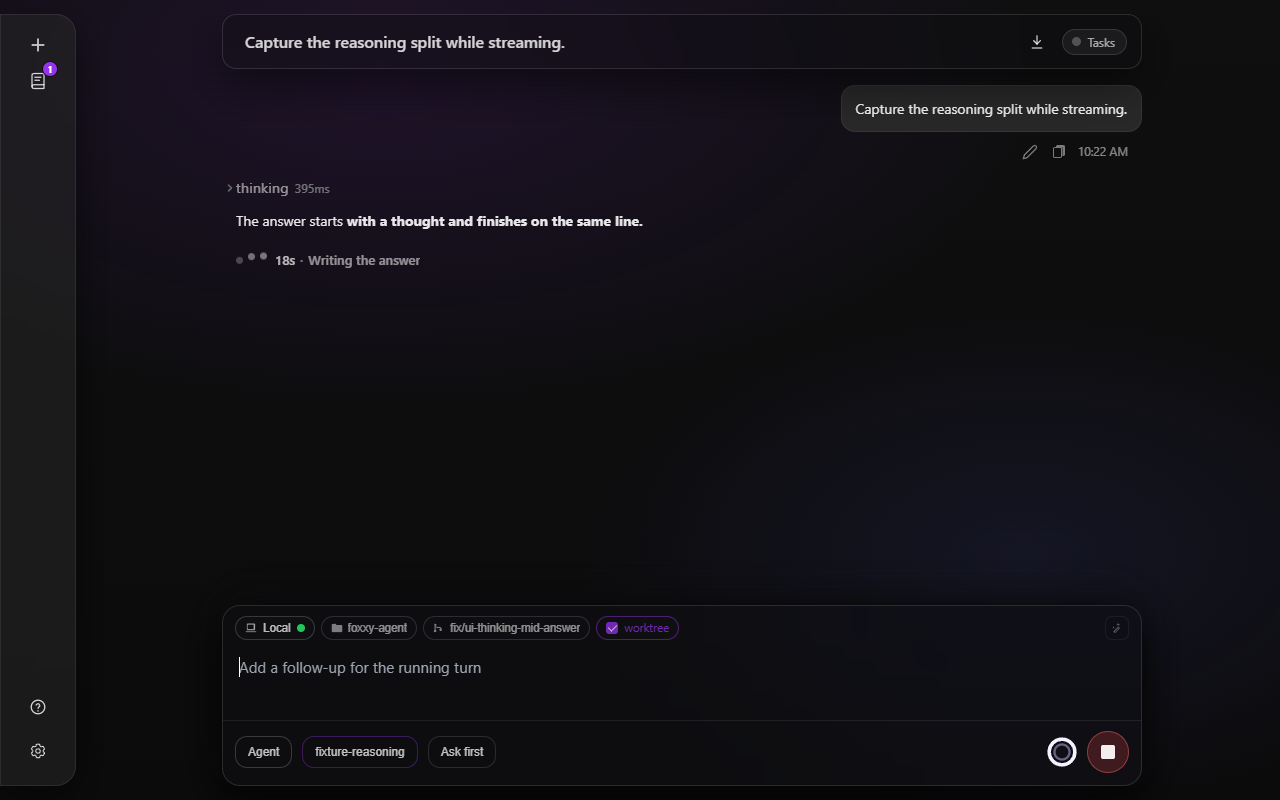 Capture the reasoning split while streaming.
Tasks
1
Capture the reasoning split while streaming.
10:22 AM
thinking 395ms
The answer starts with a thought and finishes on the same line.
18s · Writing the answer
Local
foxxy-agent
fix/ui-thinking-mid-answer
worktree
Add a follow-up for the running turn
Agent
fixture-reasoning
Ask first